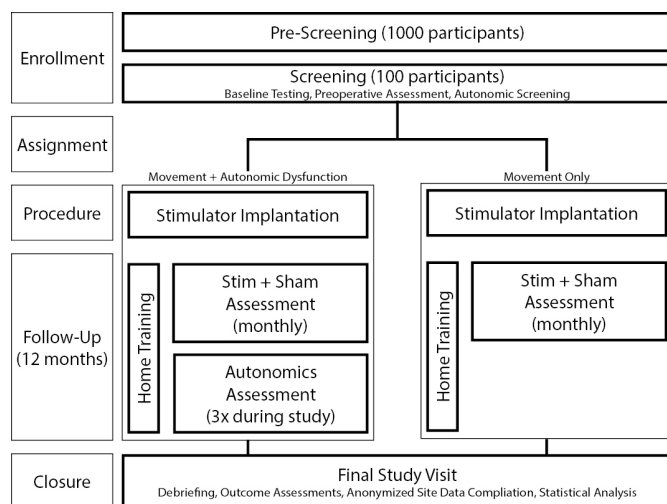 Enrollment
Pre-Screening (1000 participants)
Screening (100 participants)
Baseline Testing, Preoperative Assessment, Autonomic Screening
Assignment
Movement + Autonomic Dysfunction
Movement Only
Procedure
Stimulator Implantation
Stimulator Implantation
Follow-Up
(12 months)
Home Training
Stim + Sham
Assessment
(monthly)
Autonomics
Assessment
(3x during study)
Home Training
Stim + Sham
Assessment
(monthly)
Closure
Final Study Visit
Debriefing, Outcome Assessments, Anonymized Site Data Compliation, Statistical Analysis